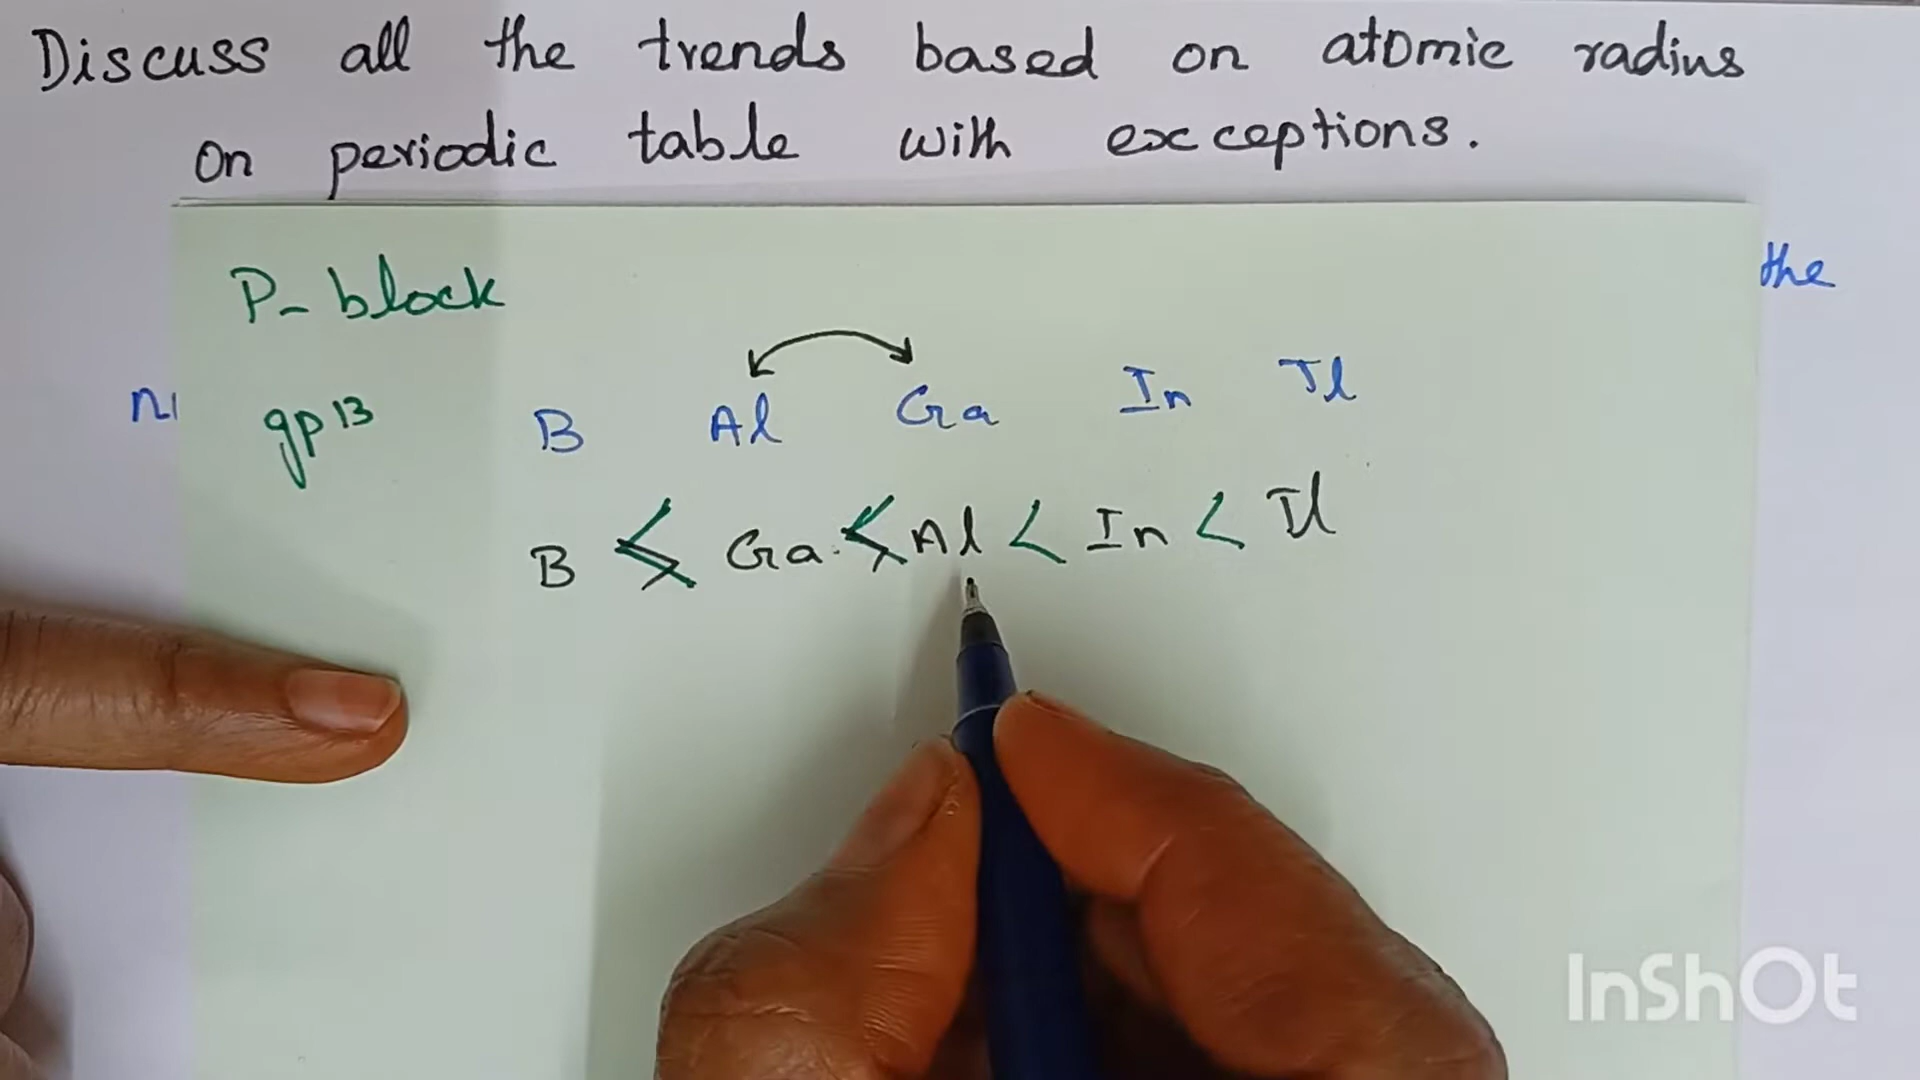 Discuss all the trends based on atomic radius
on periodic table with exceptions.
the
P-block
gp 13 B Al Ga In Tl
B < Ga < Al < In < Tl
InShOt